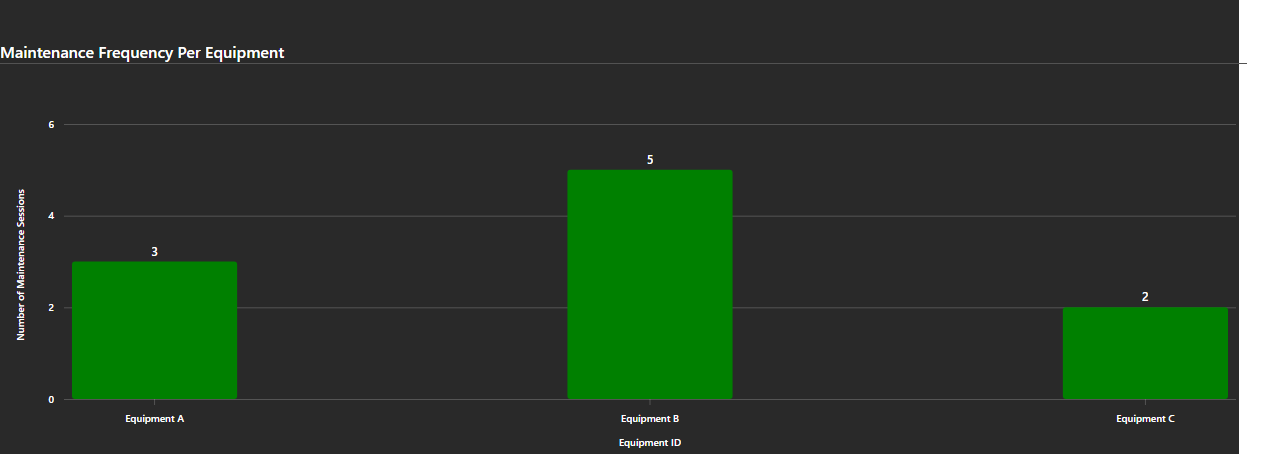 Maintenance Frequency Per Equipment
Number of Maintenance Sessions
6
4
2
0
3
5
2
Equipment A
Equipment B
Equipment C
Equipment ID